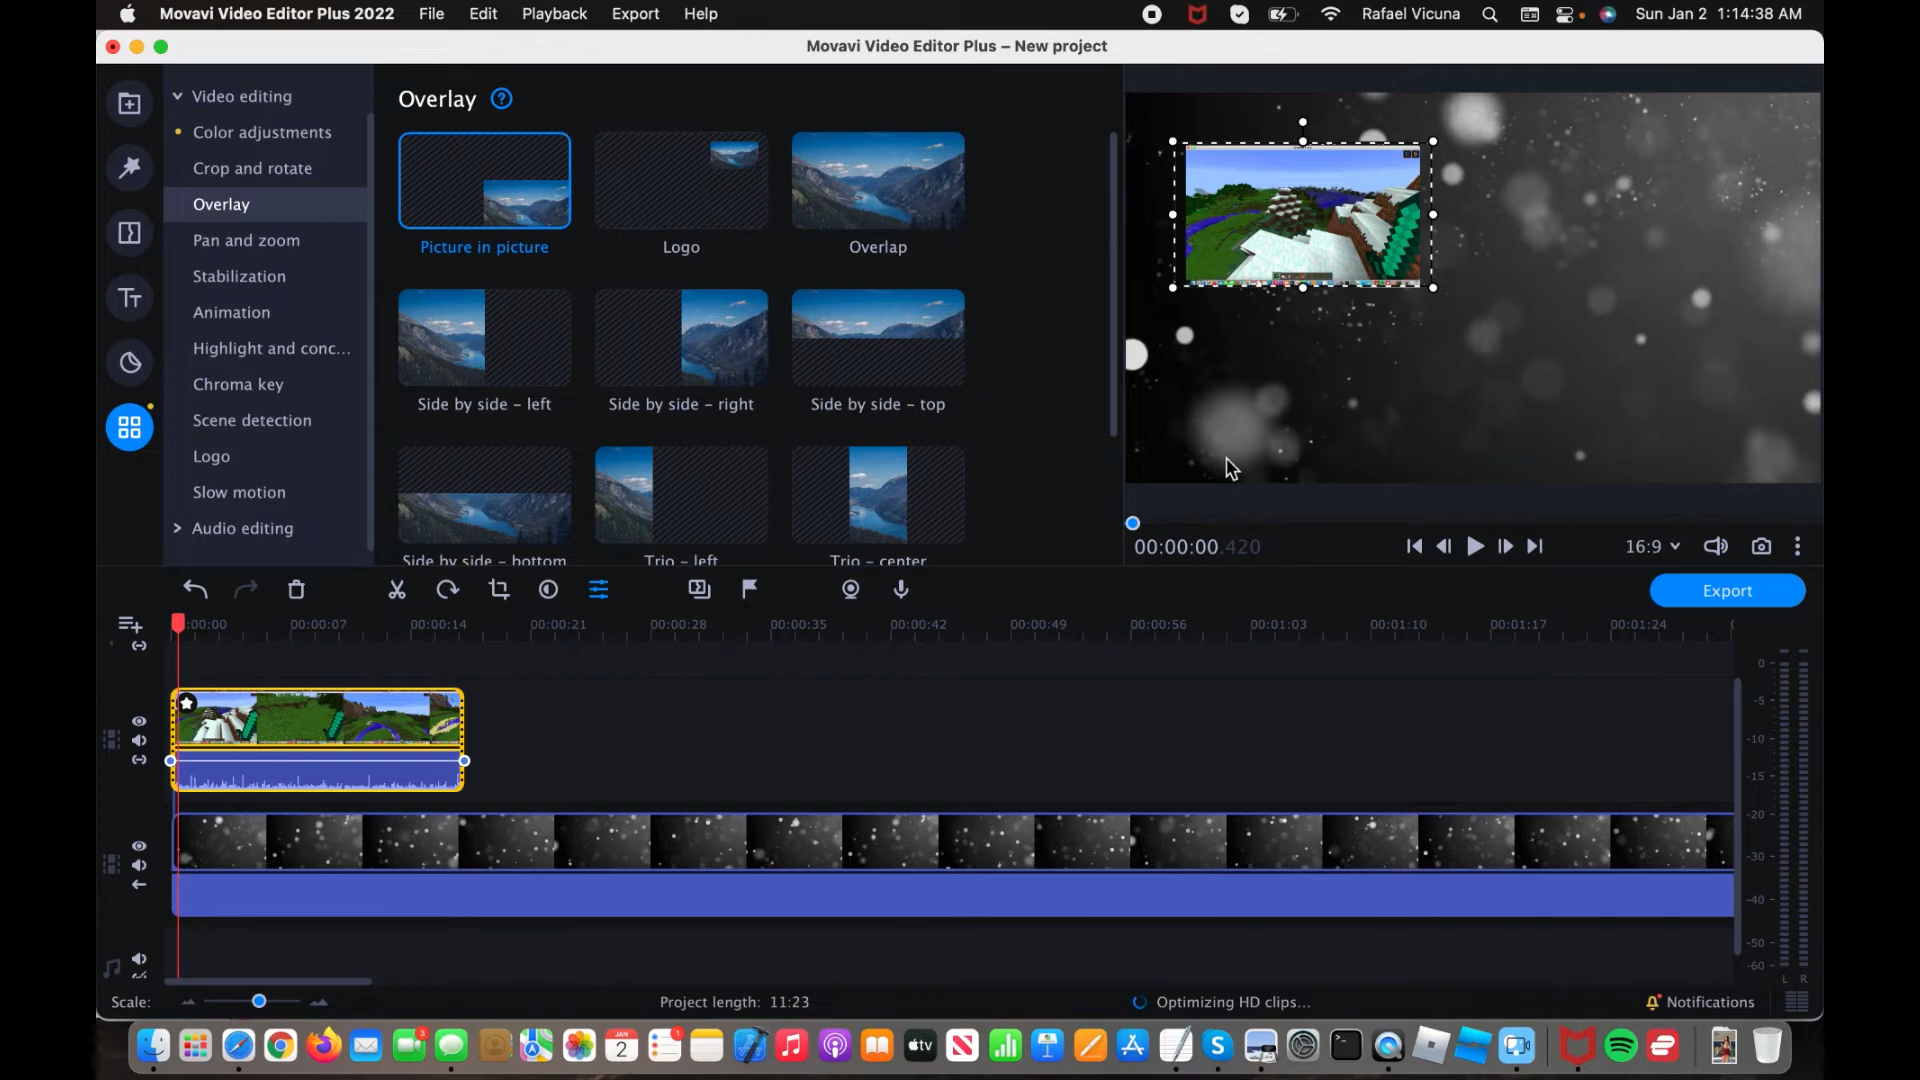 Movavi Video Editor Plus 2022 File Edit Playback Export Help Rafael Vicuna Sun Jan 2 1:14:38 AM
Movavi Video Editor Plus – New project
Video editing
Color adjustments
Crop and rotate
Overlay
Pan and zoom
Stabilization
Animation
Highlight and conc...
Chroma key
Scene detection
Logo
Slow motion
Audio editing
Overlay ?
Picture in picture Logo Overlap
Side by side – left Side by side – right Side by side – top
Side by side – bottom Trio – left Trio – center
00:00:00.420 16:9
Export
:00:00 00:00:07 00:00:14 00:00:21 00:00:28 00:00:35 00:00:42 00:00:49 00:00:56 00:01:03 00:01:10 00:01:17 00:01:24
0
-5
-10
-15
-20
-30
-40
-50
-60
L R
Scale: Project length: 11:23 Optimizing HD clips... Notifications
3 JAN 2 1 tv